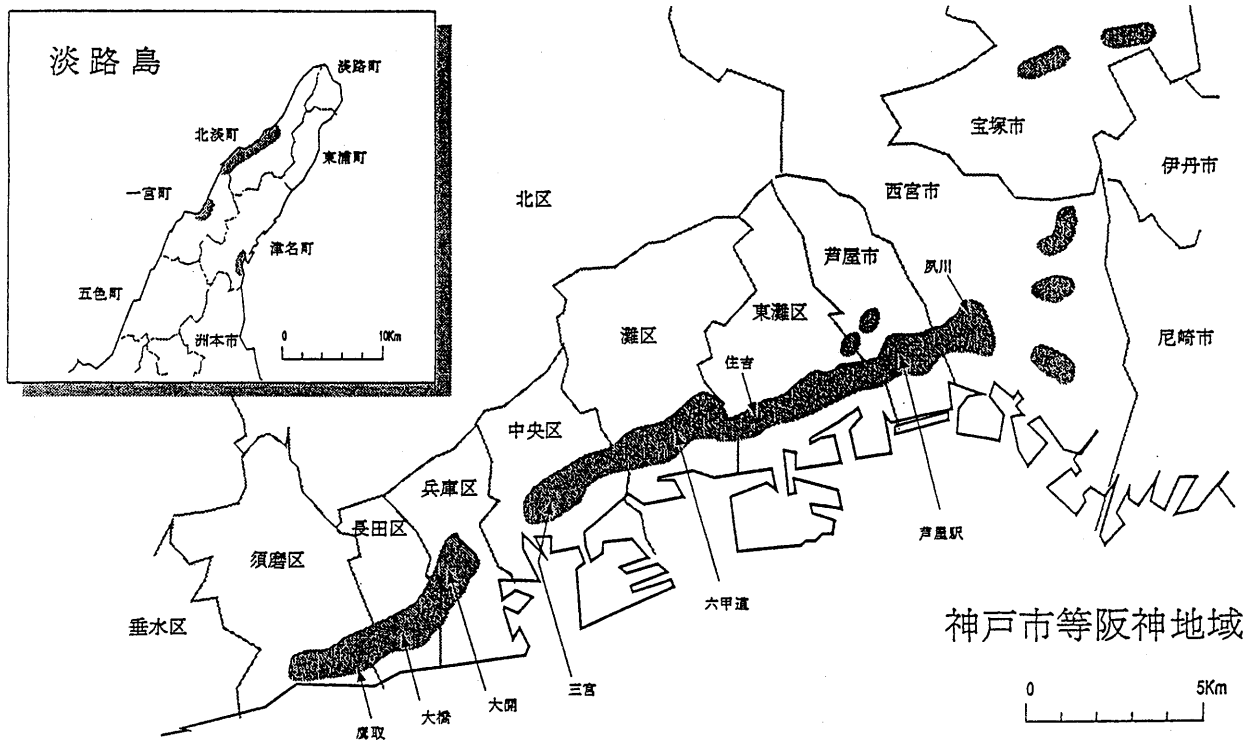 淡路島
淡路町
北淡町
東浦町
一宮町
津名町
五色町
洲本市
0 10Km
宝塚市
伊丹市
北区
西宮市
芦屋市
夙川
東灘区
灘区
住吉
尼崎市
中央区
兵庫区
長田区
芦屋駅
須磨区
六甲道
垂水区
神戸市等阪神地域
三宮
大開
大橋
鷹取
0 5Km